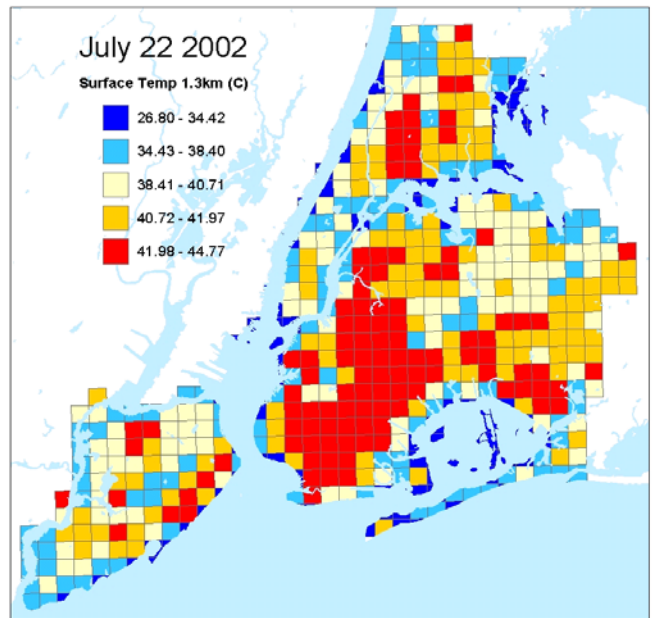 July 22 2002
Surface Temp 1.3km (C)
26.80 - 34.42
34.43 - 38.40
38.41 - 40.71
40.72 - 41.97
41.98 - 44.77